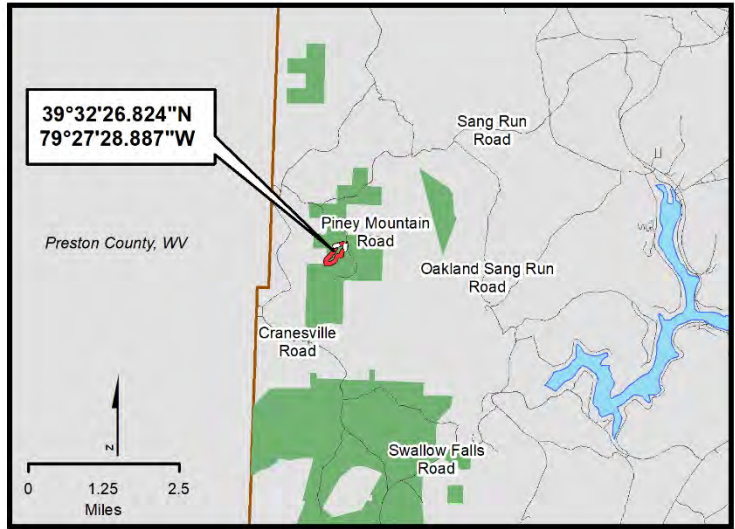 39°32'26.824"N
79°27'28.887"W
Sang Run
Road
Piney Mountain
Road
Preston County, WV
Oakland Sang Run
Road
Cranesville
Road
Swallow Falls
Road
N
0 1.25 2.5
Miles